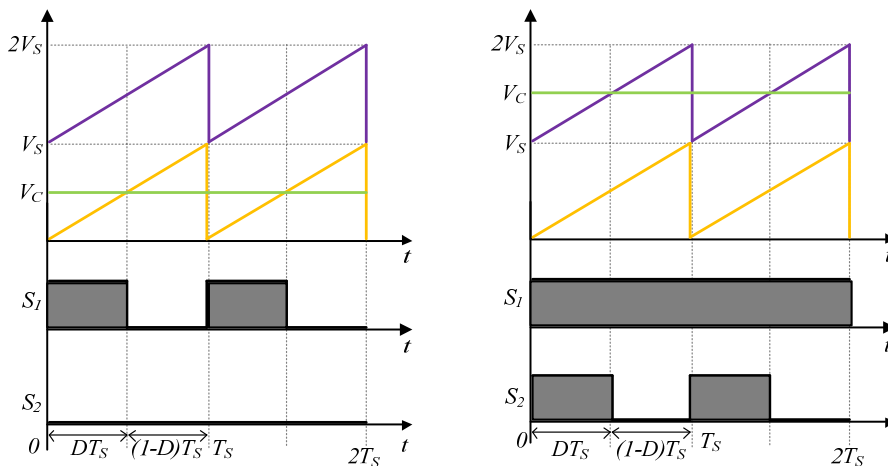 2V_S
V_S
V_C
t
S_1
t
S_2
0
DT_S
(1-D)T_S
T_S
t
2T_S
2V_S
V_C
V_S
t
S_1
t
S_2
0
DT_S
(1-D)T_S
T_S
t
2T_S